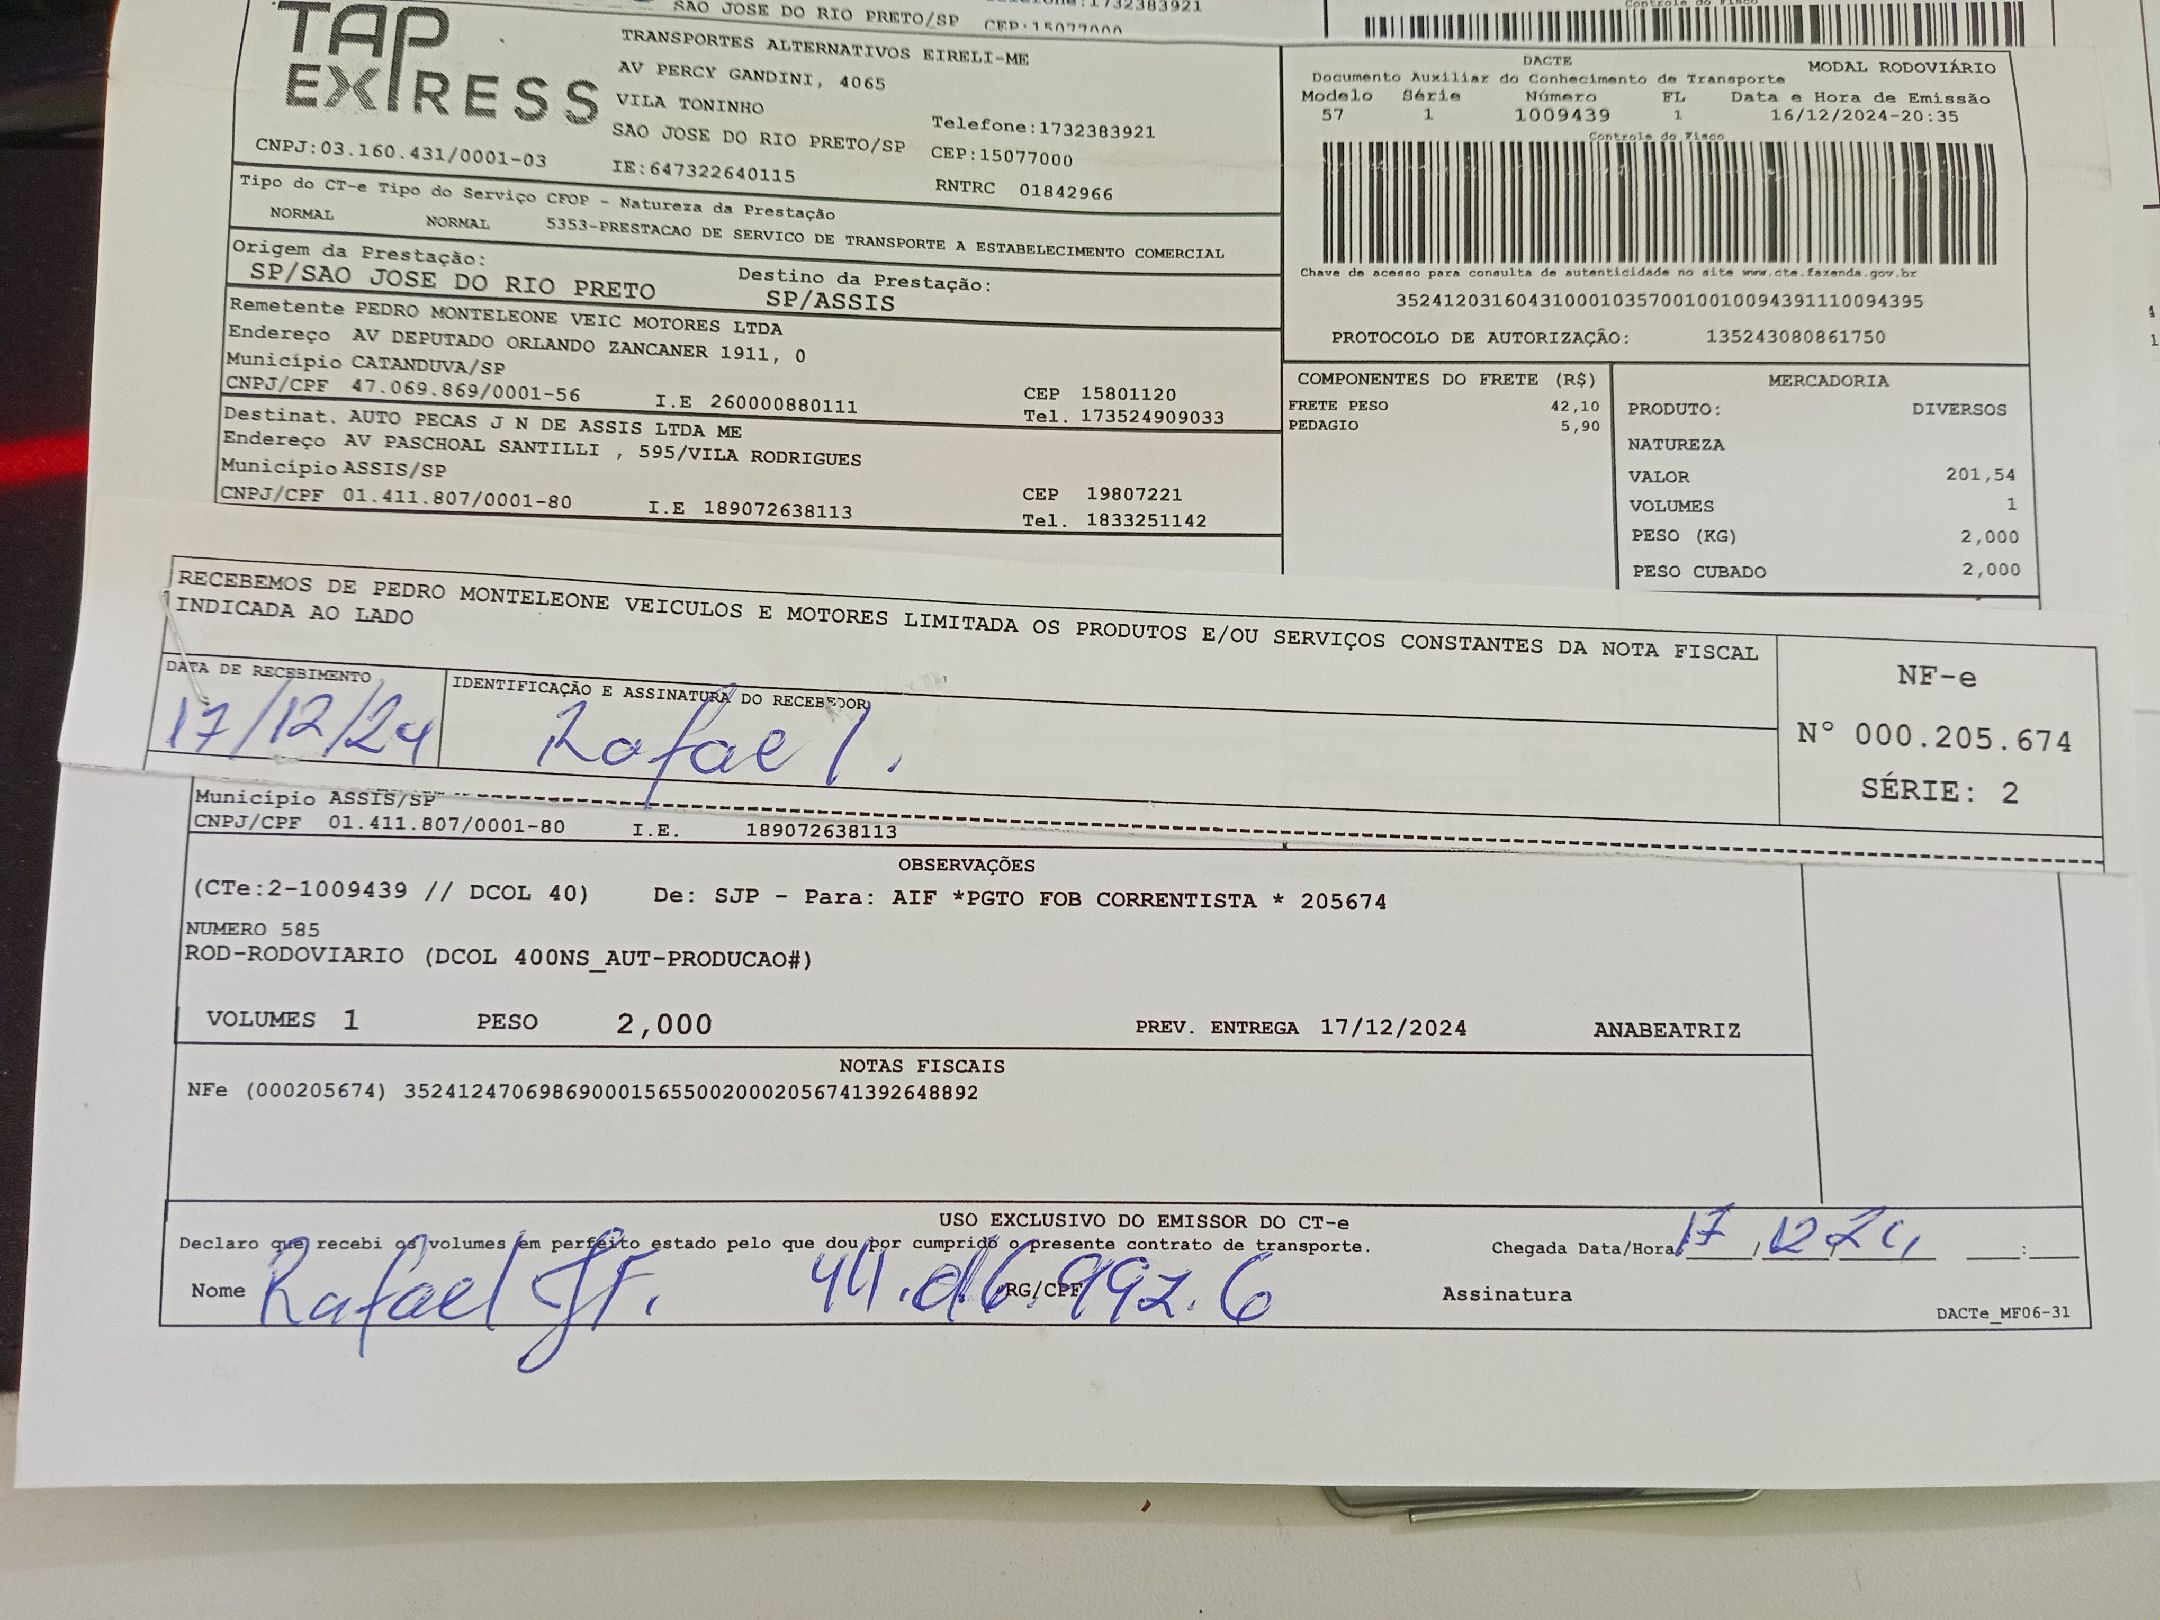 SAO JOSE DO RIO PRETO/SP CEP:15077000
TAP EXPRESS
TRANSPORTES ALTERNATIVOS EIRELI-ME
AV PERCY GANDINI, 4065
VILA TONINHO
Telefone:1732383921
SAO JOSE DO RIO PRETO/SP CEP:15077000
CNPJ:03.160.431/0001-03 IE:647322640115 RNTRC 01842966
DACTE MODAL RODOVIÁRIO
Documento Auxiliar do Conhecimento de Transporte
Modelo Série Número FL Data e Hora de Emissão
57 1 1009439 1 16/12/2024-20:35
Controle do Fisco
Chave de acesso para consulta de autenticidade no site www.cte.fazenda.gov.br
35241203160431000103570010010094391110094395
PROTOCOLO DE AUTORIZAÇÃO: 135243080861750
Tipo do CT-e Tipo do Serviço CFOP - Natureza da Prestação
NORMAL NORMAL 5353-PRESTACAO DE SERVICO DE TRANSPORTE A ESTABELECIMENTO COMERCIAL
Origem da Prestação: Destino da Prestação:
SP/SAO JOSE DO RIO PRETO SP/ASSIS
Remetente PEDRO MONTELEONE VEIC MOTORES LTDA
Endereço AV DEPUTADO ORLANDO ZANCANER 1911, 0
Município CATANDUVA/SP CEP 15801120
CNPJ/CPF 47.069.869/0001-56 I.E 260000880111 Tel. 173524909033
Destinat. AUTO PECAS J N DE ASSIS LTDA ME
Endereço AV PASCHOAL SANTILLI , 595/VILA RODRIGUES
Município ASSIS/SP CEP 19807221
CNPJ/CPF 01.411.807/0001-80 I.E 189072638113 Tel. 1833251142
COMPONENTES DO FRETE (R$)
FRETE PESO 42,10
PEDAGIO 5,90
MERCADORIA
PRODUTO: DIVERSOS
NATUREZA
VALOR 201,54
VOLUMES 1
PESO (KG) 2,000
PESO CUBADO 2,000
RECEBEMOS DE PEDRO MONTELEONE VEICULOS E MOTORES LIMITADA OS PRODUTOS E/OU SERVIÇOS CONSTANTES DA NOTA FISCAL
INDICADA AO LADO
DATA DE RECEBIMENTO IDENTIFICAÇÃO E ASSINATURA DO RECEBEDOR
17/12/24 Rafael.
NF-e
N° 000.205.674
SÉRIE: 2
Município ASSIS/SP
CNPJ/CPF 01.411.807/0001-80 I.E. 189072638113
OBSERVAÇÕES
(CTe:2-1009439 // DCOL 40) De: SJP - Para: AIF *PGTO FOB CORRENTISTA * 205674
NUMERO 585
ROD-RODOVIARIO (DCOL 400NS_AUT-PRODUCAO#)
VOLUMES 1 PESO 2,000 PREV. ENTREGA 17/12/2024 ANABEATRIZ
NOTAS FISCAIS
NFe (000205674) 35241247069869000156550020002056741392648892
USO EXCLUSIVO DO EMISSOR DO CT-e
Declaro que recebi os volumes em perfeito estado pelo que dou por cumprido o presente contrato de transporte. Chegada Data/Hora 17/12/24 :
Nome Rafael RG/CPF Assinatura
DACTe_MF06-31